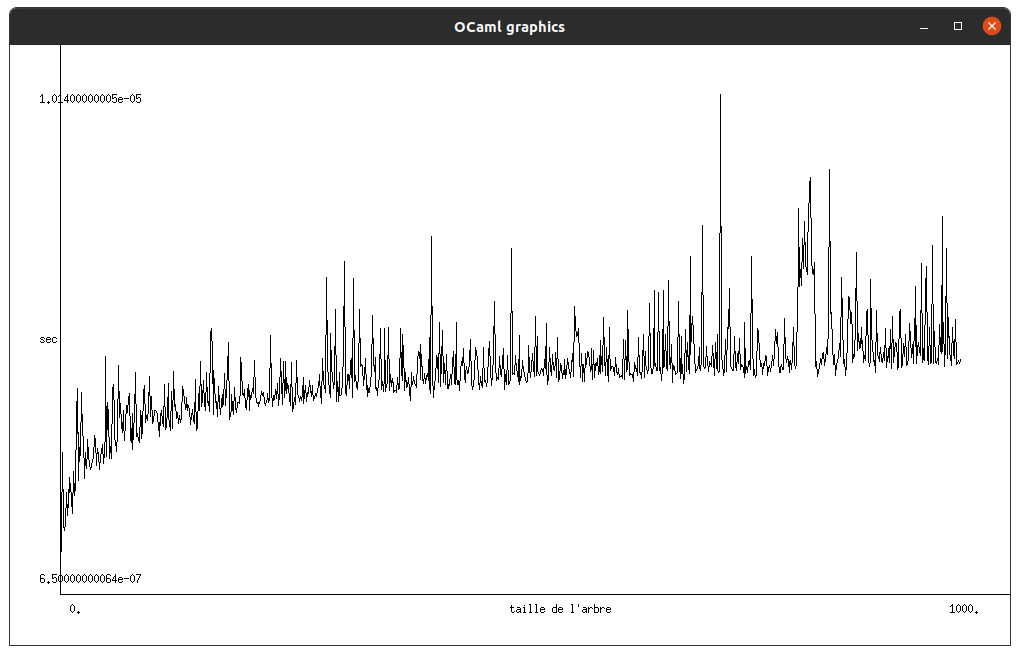 OCaml graphics
1.01400000005e-05
sec
6.50000000064e-07
0.
taille de l'arbre
1000.